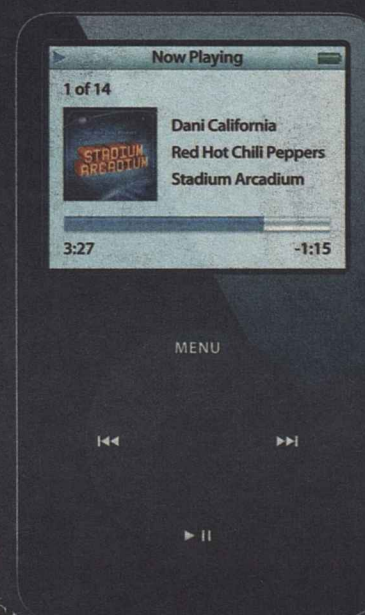 Now Playing
1 of 14
STADIUM
ARCADIUM
Dani California
Red Hot Chili Peppers
Stadium Arcadium
3:27
-1:15
MENU